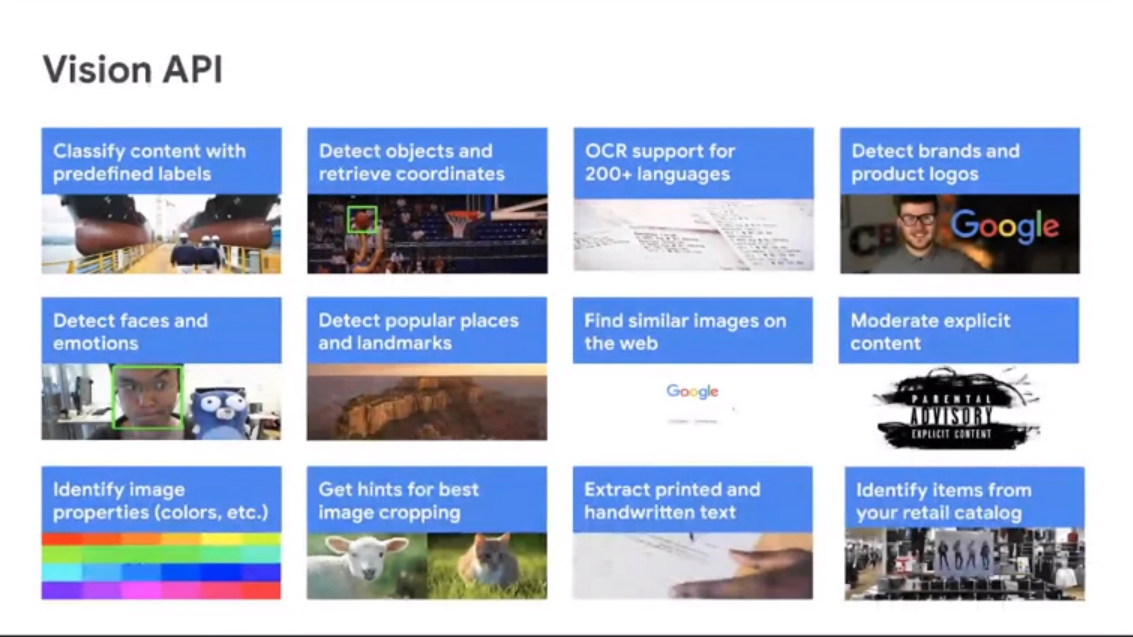 Vision API
Classify content with
predefined labels
Detect objects and
retrieve coordinates
OCR support for
200+ languages
Detect brands and
product logos
Google
Detect faces and
emotions
Detect popular places
and landmarks
Find similar images on
the web
Google
Moderate explicit
content
PARENTAL
ADVISORY
EXPLICIT CONTENT
Identify image
properties (colors, etc.)
Get hints for best
image cropping
Extract printed and
handwritten text
Identify items from
your retail catalog